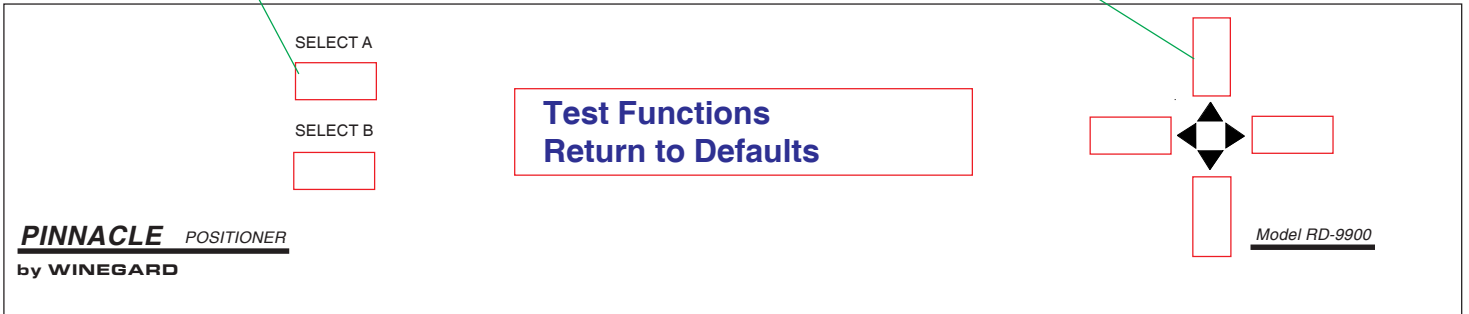 SELECT A
SELECT B
Test Functions
Return to Defaults
PINNACLE POSITIONER
by WINEGARD
Model RD-9900